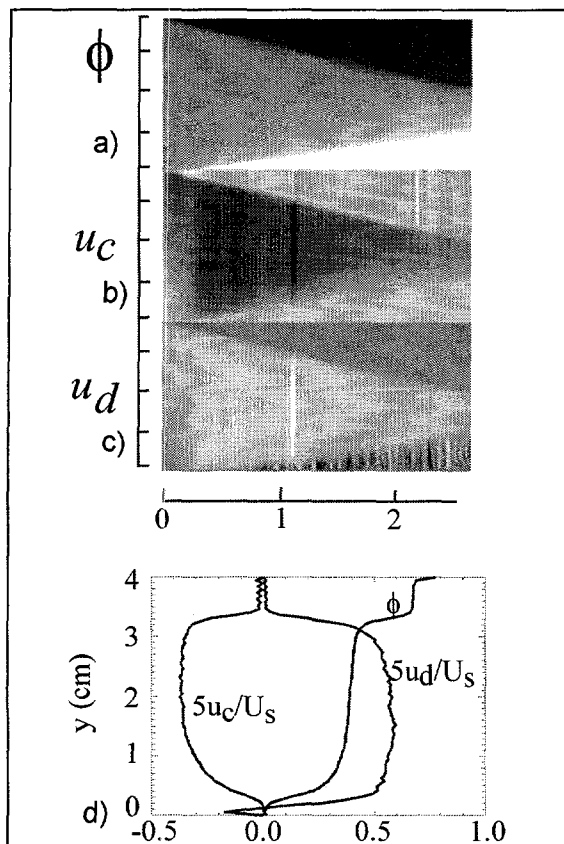 ϕ
a)
u_c
b)
u_d
c)
0 1 2
4
ϕ
3
5u_d/U_s
2
5u_c/U_s
1
0
y (cm)
d)
-0.5 0.0 0.5 1.0